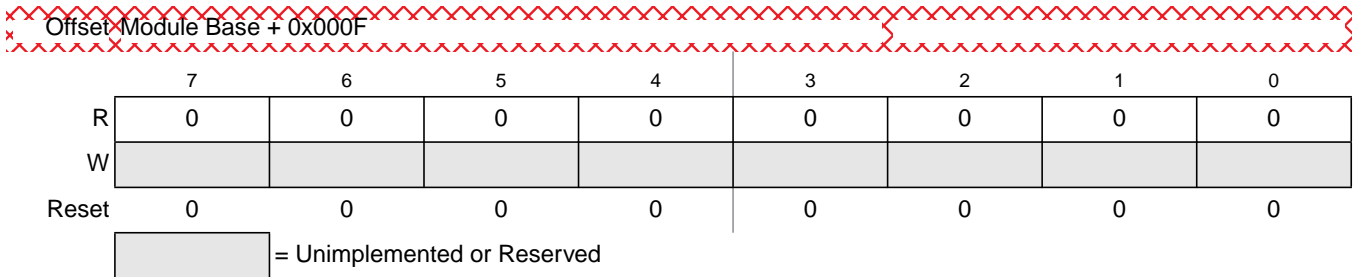 Offset Module Base + 0x000F
7 6 5 4 3 2 1 0
R 0 0 0 0 0 0 0 0
W
Reset 0 0 0 0 0 0 0 0
= Unimplemented or Reserved